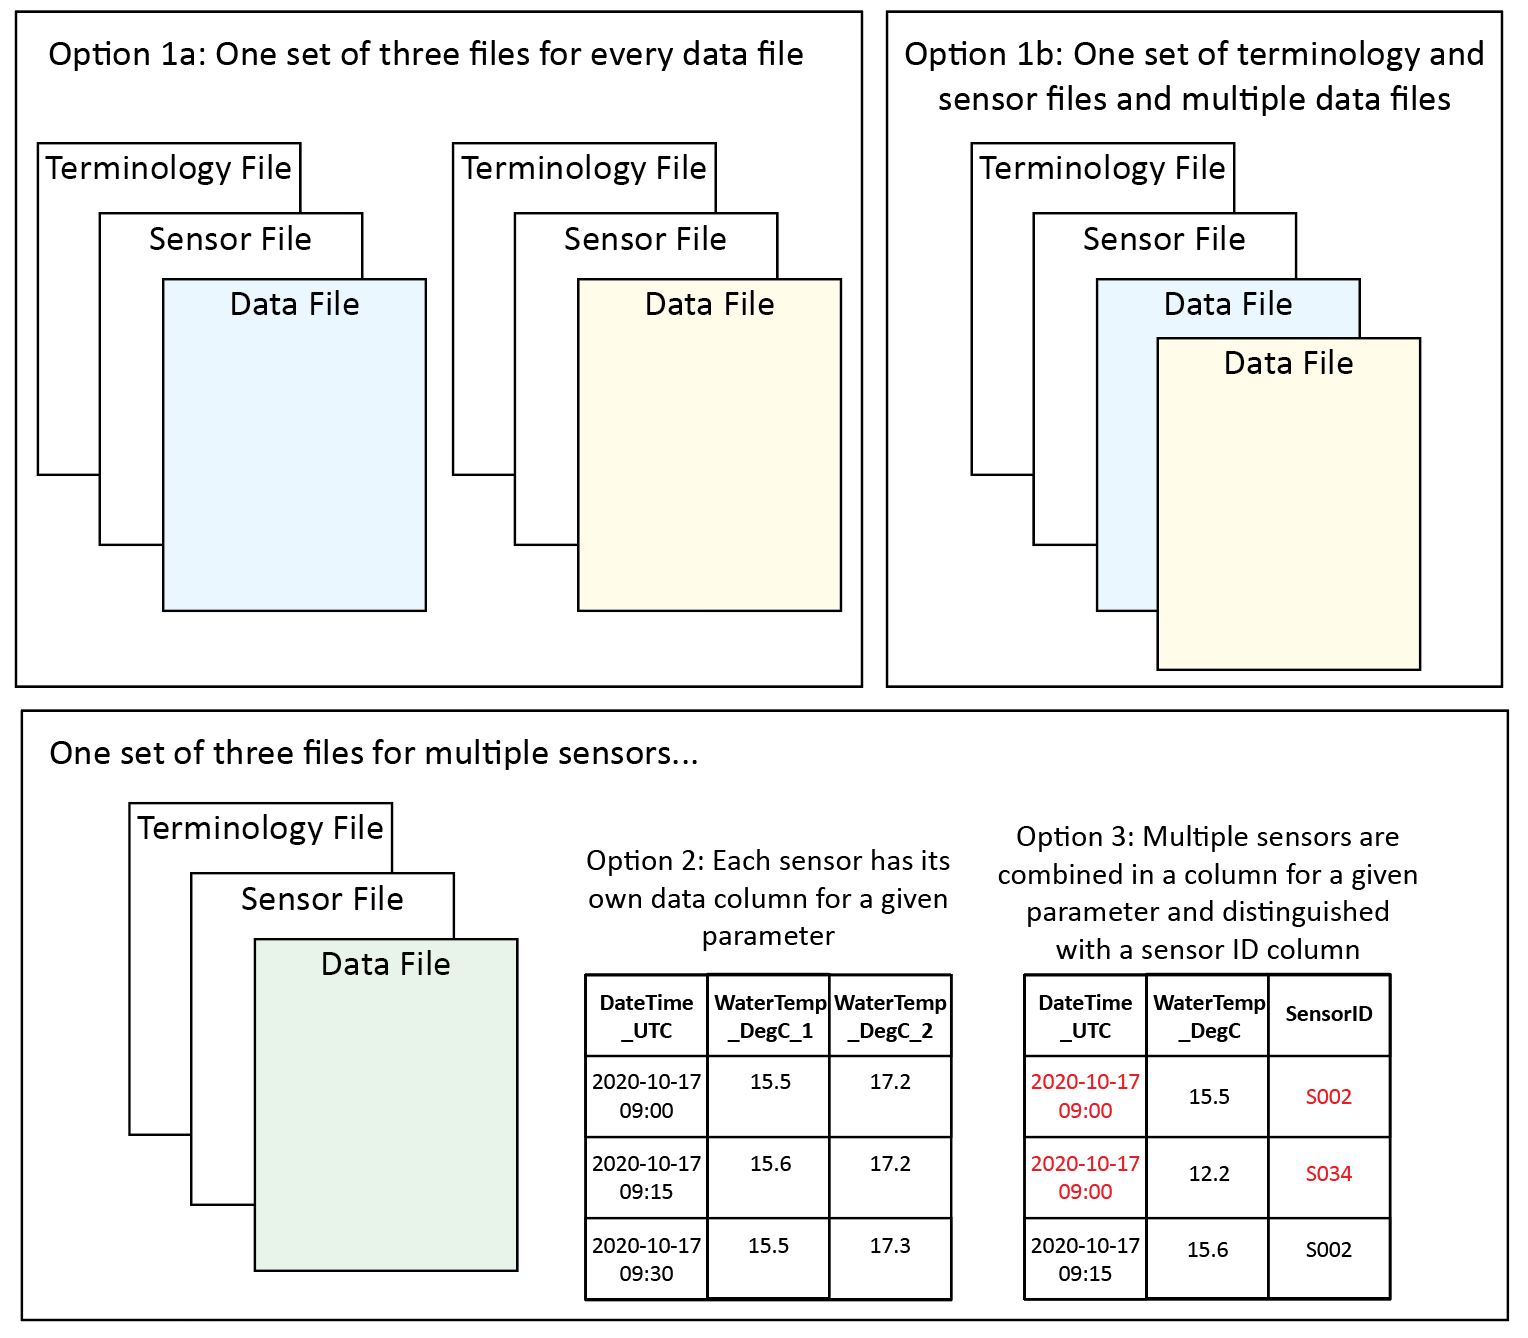 Option 1a: One set of three files for every data file
Terminology File
Sensor File
Data File
Terminology File
Sensor File
Data File
Option 1b: One set of terminology and
sensor files and multiple data files
Terminology File
Sensor File
Data File
Data File
One set of three files for multiple sensors...
Terminology File
Sensor File
Data File
Option 2: Each sensor has its
own data column for a given
parameter
DateTime
_UTC
WaterTemp
_DegC_1
WaterTemp
_DegC_2
2020-10-17
09:00
15.5
17.2
2020-10-17
09:15
15.6
17.2
2020-10-17
09:30
15.5
17.3
Option 3: Multiple sensors are
combined in a column for a given
parameter and distinguished
with a sensor ID column
DateTime
_UTC
WaterTemp
_DegC
SensorID
2020-10-17
09:00
15.5
S002
2020-10-17
09:00
12.2
S034
2020-10-17
09:15
15.6
S002